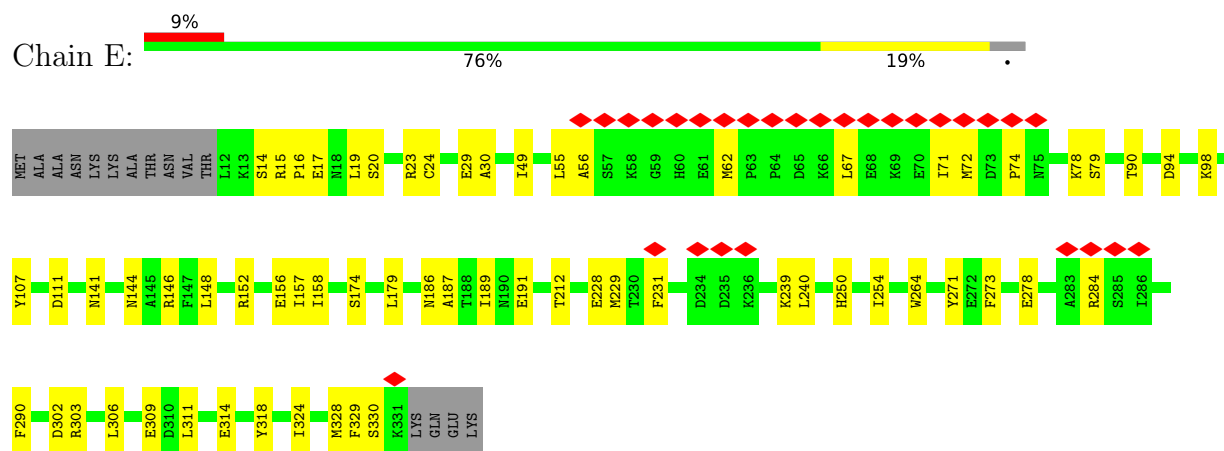 9%
Chain E:
76% 19% •
MET ALA ALA ASN LYS LYS ALA THR ASN VAL THR L12 K13 S14 R15 P16 E17 N18 L19 S20 R23 C24 E29 A30 I49 L55 A56 S57 K58 G59 H60 E61 M62 P63 P64 D65 K66 L67 E68 K69 E70 I71 M72 D73 P74 N75 K78 S79 T90 D94 K98
Y107 D111 N141 N144 A145 R146 F147 L148 R152 E156 I157 I158 S174 L179 N186 A187 T188 I189 N190 E191 T212 E228 M229 T230 F231 D234 D235 K236 K239 L240 H250 I254 W264 Y271 E272 F273 E278 A283 R284 S285 I286
F290 D302 R303 L306 E309 D310 L311 E314 Y318 I324 M328 F329 S330 K331 LYS GLN GLU LYS